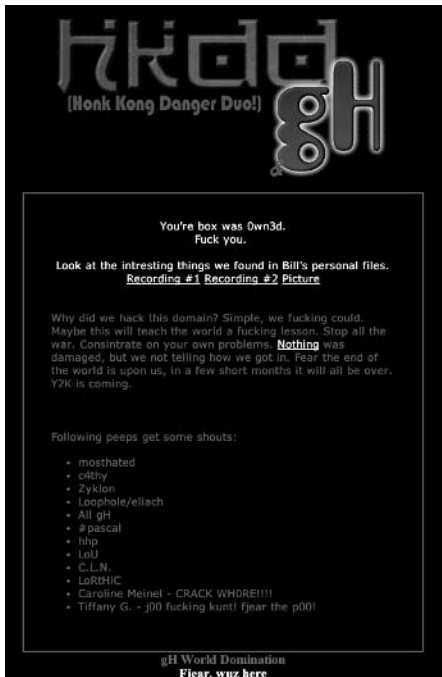 hkdd
(Honk Kong Danger Duo!)
gH
You're box was 0wn3d.
Fuck you.
Look at the intresting things we found in Bill's personal files.
Recording #1 Recording #2 Picture
Why did we hack this domain? Simple, we fucking could.
Maybe this will teach the world a fucking lesson. Stop all the
war. Consintrate on your own problems. Nothing was
damaged, but we not telling how we got in. Fear the end of
the world is upon us, in a few short months it will all be over.
Y2K is coming.
Following peeps get some shouts:
• mosthated
• c4thy
• Zyklon
• Loophole/eliach
• All gH
• #pascal
• hhp
• LoU
• C.L.N.
• LoRtHiC
• Caroline Meinel - CRACK WH0RE!!!!
• Tiffany G. - j00 fucking kunt! fjear the p00!
gH World Domination
Fjear, wuz here